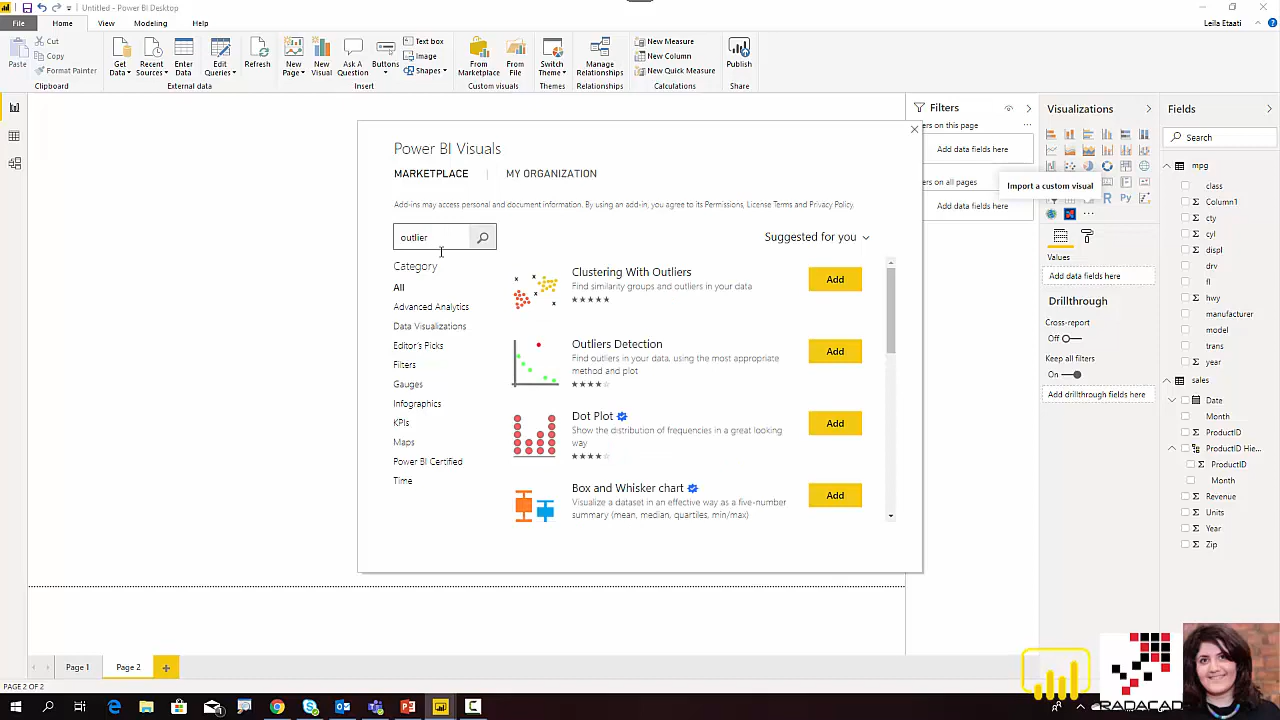 Untitled - Power BI Desktop
File
Home
View
Modeling
Help
Leila Etaati
Paste
Cut
Copy
Format Painter
Clipboard
Get
Data
Recent
Sources
Enter
Data
Edit
Queries
Refresh
External data
New
Page
New
Visual
Ask A
Question
Buttons
Text box
Image
Shapes
Insert
From
Marketplace
From
File
Custom visuals
Switch
Theme
Themes
Manage
Relationships
Relationships
New Measure
New Column
New Quick Measure
Calculations
Publish
Share
Power BI Visuals
MARKETPLACE
MY ORGANIZATION
access personal and document information. By using an add-in, you agree to its Permissions, License Terms and Privacy Policy.
outlier
Suggested for you
Category
All
Advanced Analytics
Data Visualizations
Editor's Picks
Filters
Gauges
Infographics
KPIs
Maps
Power BI Certified
Time
Clustering With Outliers
Find similarity groups and outliers in your data
Add
Outliers Detection
Find outliers in your data, using the most appropriate
method and plot
Add
Dot Plot
Show the distribution of frequencies in a great looking
way
Add
Box and Whisker chart
Visualize a dataset in an effective way as a five-number
summary (mean, median, quartiles, min/max)
Add
Filters
ers on this page
Add data fields here
ers on all pages
Add data fields here
Visualizations
Import a custom visual
R
Py
Values
Add data fields here
Drillthrough
Cross-report
Off
Keep all filters
On
Add drillthrough fields here
Fields
Search
mpg
class
Column1
cty
cyl
displ
drv
fl
hwy
manufacturer
model
trans
year
sales
Date
Month
ProductID
ProductID Hie...
ProductID
Month
Revenue
Units
Year
Zip
Page 1
Page 2
PAGE 2 OF 2
RADACAD